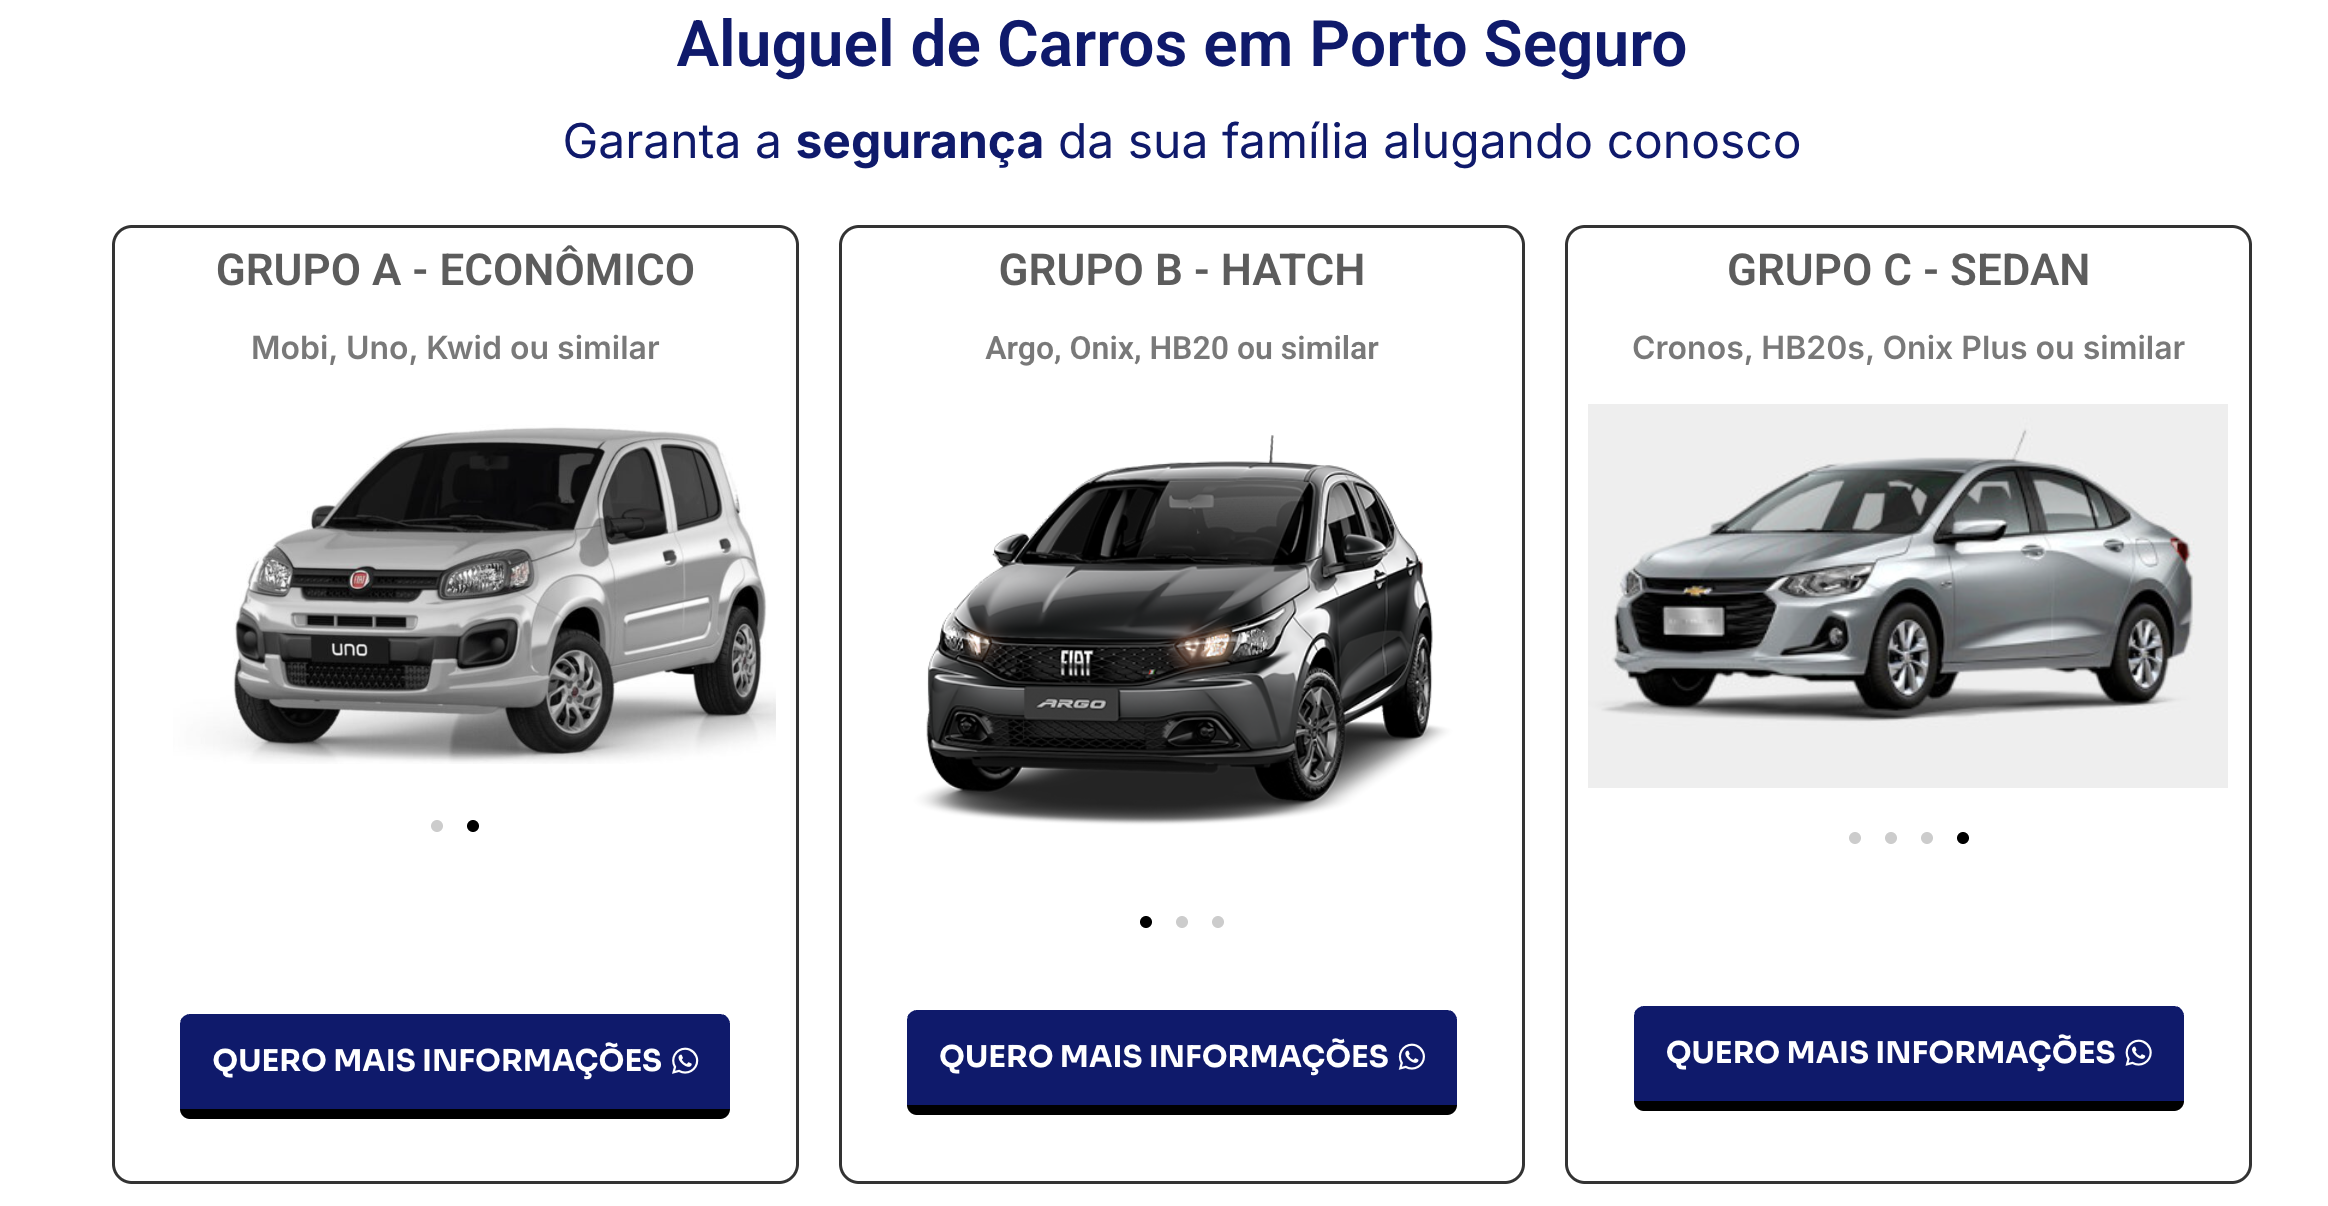 Aluguel de Carros em Porto Seguro
Garanta a segurança da sua família alugando conosco
GRUPO A - ECONÔMICO
Mobi, Uno, Kwid ou similar
FIAT
UNO
QUERO MAIS INFORMAÇÕES
GRUPO B - HATCH
Argo, Onix, HB20 ou similar
FIAT
ARGO
QUERO MAIS INFORMAÇÕES
GRUPO C - SEDAN
Cronos, HB20s, Onix Plus ou similar
QUERO MAIS INFORMAÇÕES